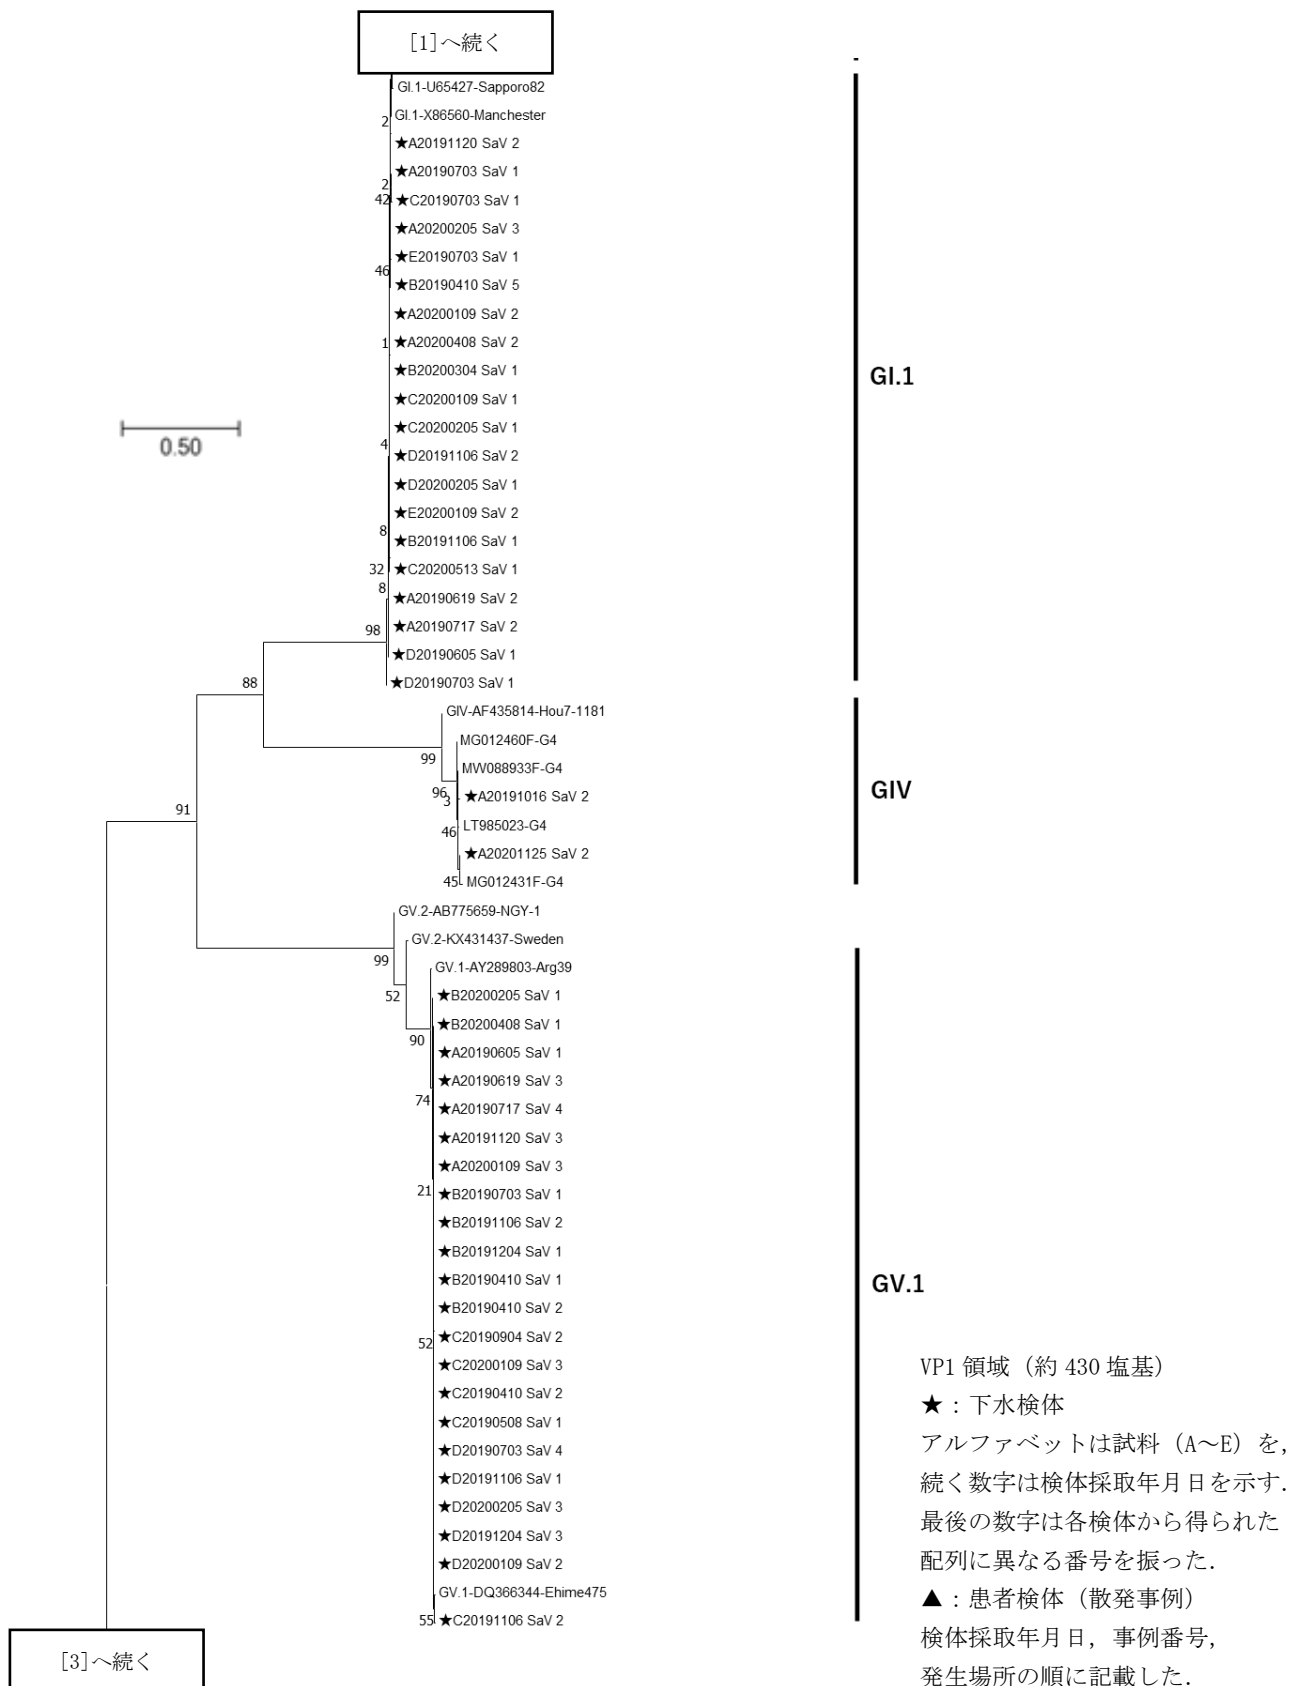 [1]へ続く
GI.1-U65427-Sapporo82
GI.1-X86560-Manchester
2
★A20191120 SaV 2
★A20190703 SaV 1
2
42
★C20190703 SaV 1
★A20200205 SaV 3
★E20190703 SaV 1
46
★B20190410 SaV 5
★A20200109 SaV 2
1
★A20200408 SaV 2
★B20200304 SaV 1
GI.1
★C20200109 SaV 1
★C20200205 SaV 1
0.50
4
★D20191106 SaV 2
★D20200205 SaV 1
★E20200109 SaV 2
8
★B20191106 SaV 1
32
★C20200513 SaV 1
8
★A20190619 SaV 2
★A20190717 SaV 2
98
★D20190605 SaV 1
88
★D20190703 SaV 1
GIV-AF435814-Hou7-1181
MG012460F-G4
99
MW088933F-G4
96
3
★A20191016 SaV 2
GIV
91
46
LT985023-G4
★A20201125 SaV 2
45
MG012431F-G4
GV.2-AB775659-NGY-1
GV.2-KX431437-Sweden
99
GV.1-AY289803-Arg39
52
★B20200205 SaV 1
★B20200408 SaV 1
90
★A20190605 SaV 1
★A20190619 SaV 3
74
★A20190717 SaV 4
★A20191120 SaV 3
★A20200109 SaV 3
21
★B20190703 SaV 1
★B20191106 SaV 2
★B20191204 SaV 1
★B20190410 SaV 1
GV.1
★B20190410 SaV 2
52
★C20190904 SaV 2
★C20200109 SaV 3
★C20190410 SaV 2
★C20190508 SaV 1
★D20190703 SaV 4
★D20191106 SaV 1
★D20200205 SaV 3
★D20191204 SaV 3
★D20200109 SaV 2
GV.1-DQ366344-Ehime475
55
★C20191106 SaV 2
[3]へ続く
VP1 領域（約 430 塩基）
★：下水検体
アルファベットは試料（A～E）を，
続く数字は検体採取年月日を示す．
最後の数字は各検体から得られた
配列に異なる番号を振った．
▲：患者検体（散発事例）
検体採取年月日，事例番号，
発生場所の順に記載した．